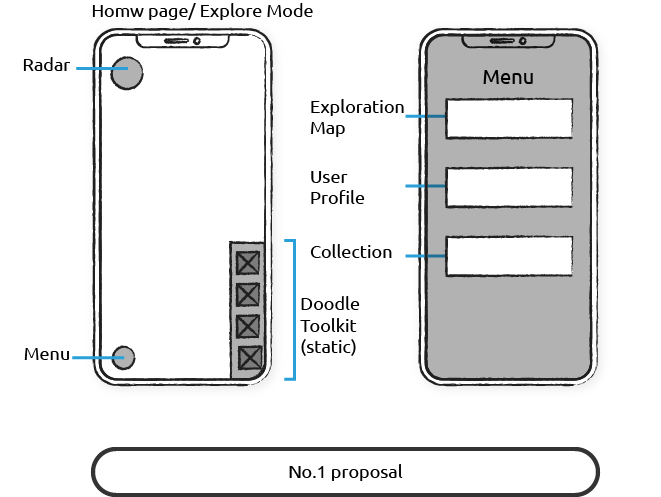 Homw page/ Explore Mode
Radar
Menu
Doodle
Toolkit
(static)
Menu
Exploration
Map
User
Profile
Collection
No.1 proposal